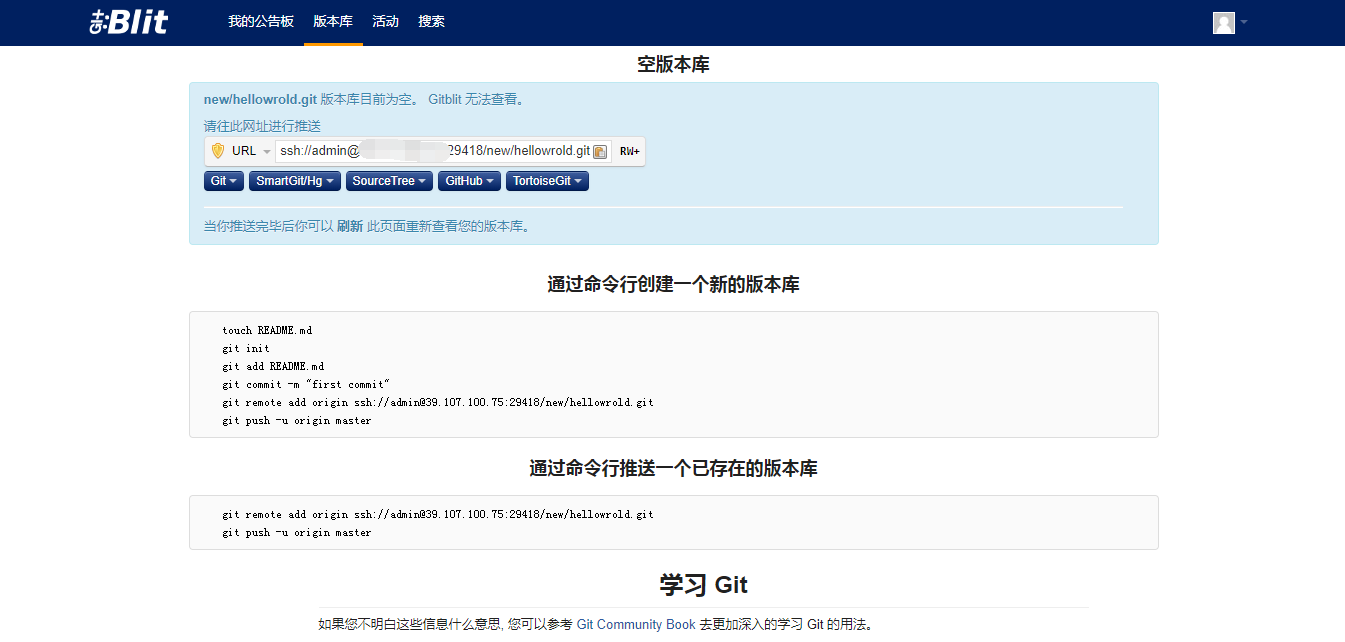 Git:Blit 我的公告板 版本库 活动 搜索
空版本库
new/hellowrold.git 版本库目前为空。 Gitblit 无法查看。
请往此网址进行推送
URL ssh://admin@ 29418/new/hellowrold.git RW+
Git SmartGit/Hg SourceTree GitHub TortoiseGit
当你推送完毕后你可以 刷新 此页面重新查看您的版本库。
通过命令行创建一个新的版本库
touch README.md
git init
git add README.md
git commit -m "first commit"
git remote add origin ssh://admin@39.107.100.75:29418/new/hellowrold.git
git push -u origin master
通过命令行推送一个已存在的版本库
git remote add origin ssh://admin@39.107.100.75:29418/new/hellowrold.git
git push -u origin master
学习 Git
如果您不明白这些信息什么意思, 您可以参考 Git Community Book 去更加深入的学习 Git 的用法。